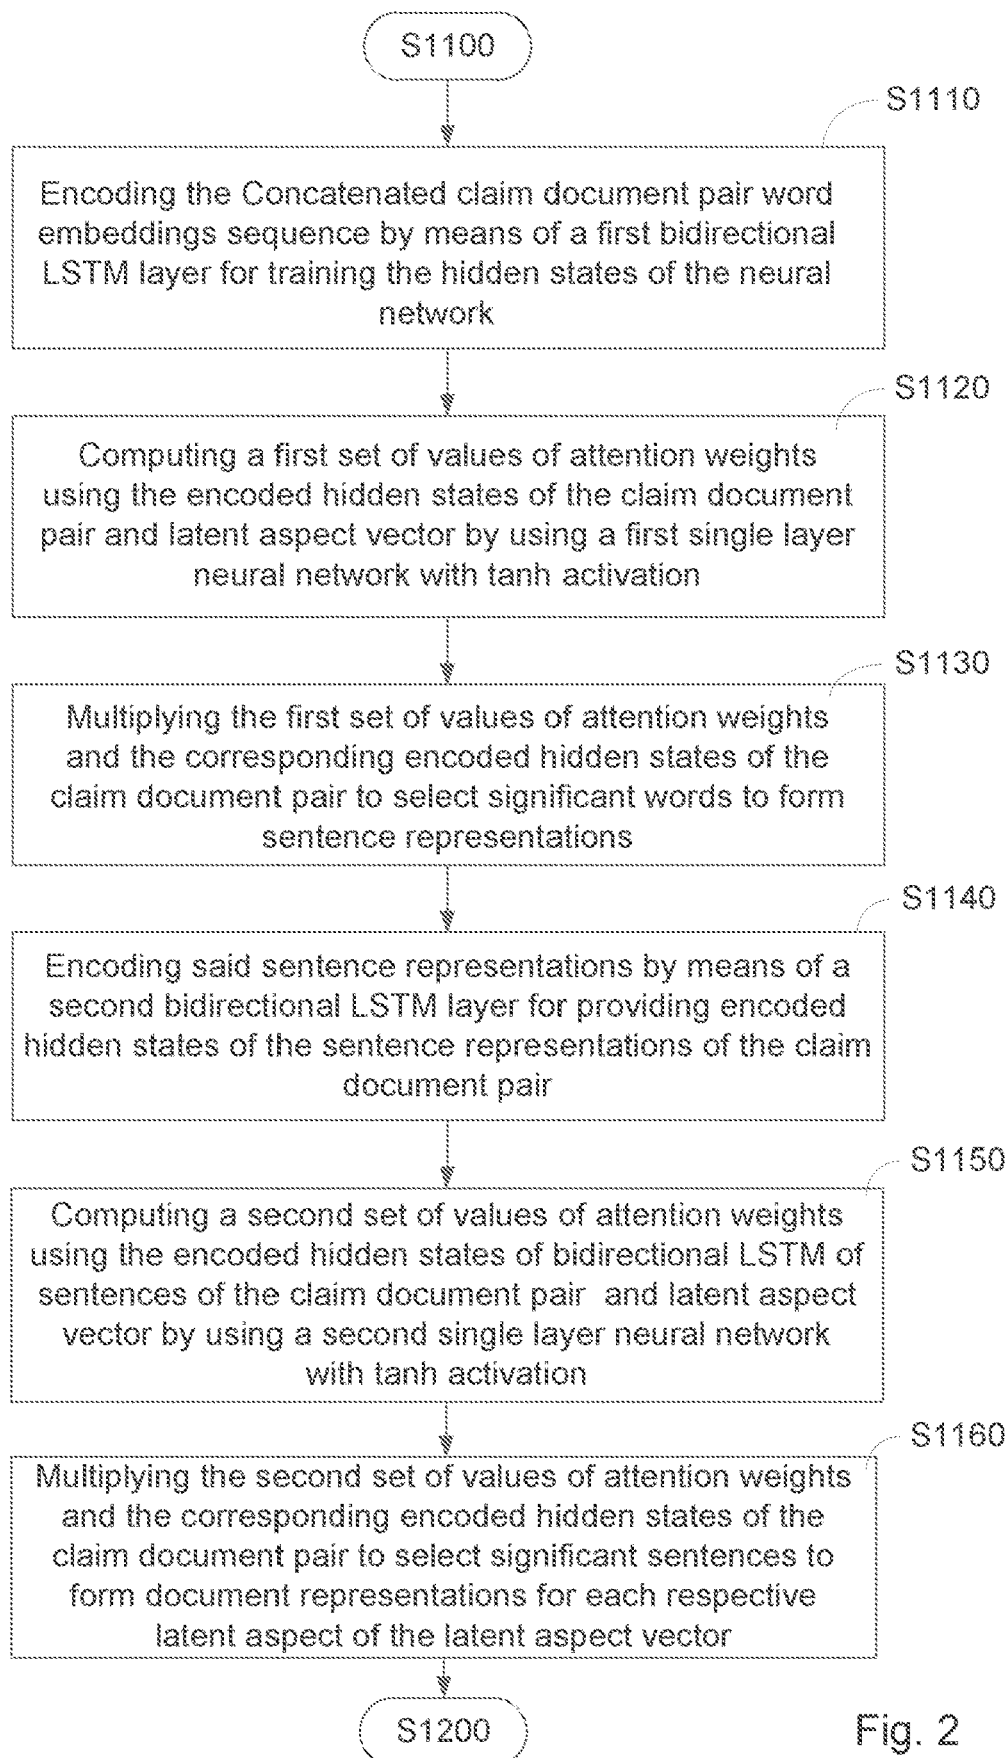 S1100
S1110
Encoding the Concatenated claim document pair word
embeddings sequence by means of a first bidirectional
LSTM layer for training the hidden states of the neural
network
S1120
Computing a first set of values of attention weights
using the encoded hidden states of the claim document
pair and latent aspect vector by using a first single layer
neural network with tanh activation
S1130
Multiplying the first set of values of attention weights
and the corresponding encoded hidden states of the
claim document pair to select significant words to form
sentence representations
S1140
Encoding said sentence representations by means of a
second bidirectional LSTM layer for providing encoded
hidden states of the sentence representations of the claim
document pair
S1150
Computing a second set of values of attention weights
using the encoded hidden states of bidirectional LSTM of
sentences of the claim document pair and latent aspect
vector by using a second single layer neural network
with tanh activation
S1160
Multiplying the second set of values of attention weights
and the corresponding encoded hidden states of the
claim document pair to select significant sentences to
form document representations for each respective
latent aspect of the latent aspect vector
S1200
Fig. 2